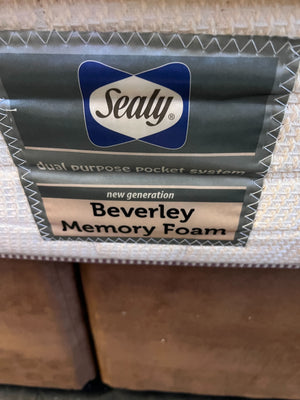 Sealy®
dual purpose pocket system
new generation
Beverley
Memory Foam